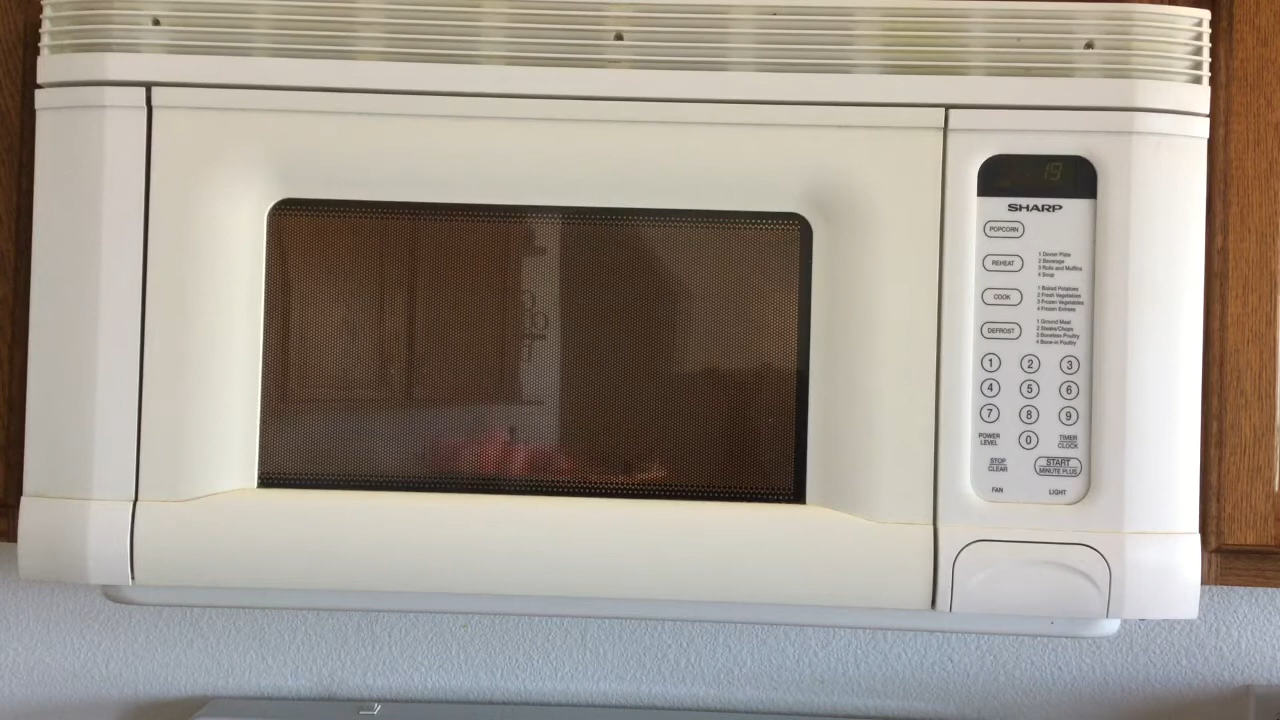 19
SHARP
POPCORN
REHEAT
1 Dinner Plate
2 Beverage
3 Rolls and Muffins
4 Soup
COOK
1 Baked Potatoes
2 Fresh Vegetables
3 Frozen Vegetables
4 Frozen Entrees
DEFROST
1 Ground Meat
2 Steaks/Chops
3 Boneless Poultry
4 Bone-in Poultry
1 2 3
4 5 6
7 8 9
POWER
LEVEL
0
TIMER
CLOCK
STOP
CLEAR
START
MINUTE PLUS
FAN
LIGHT